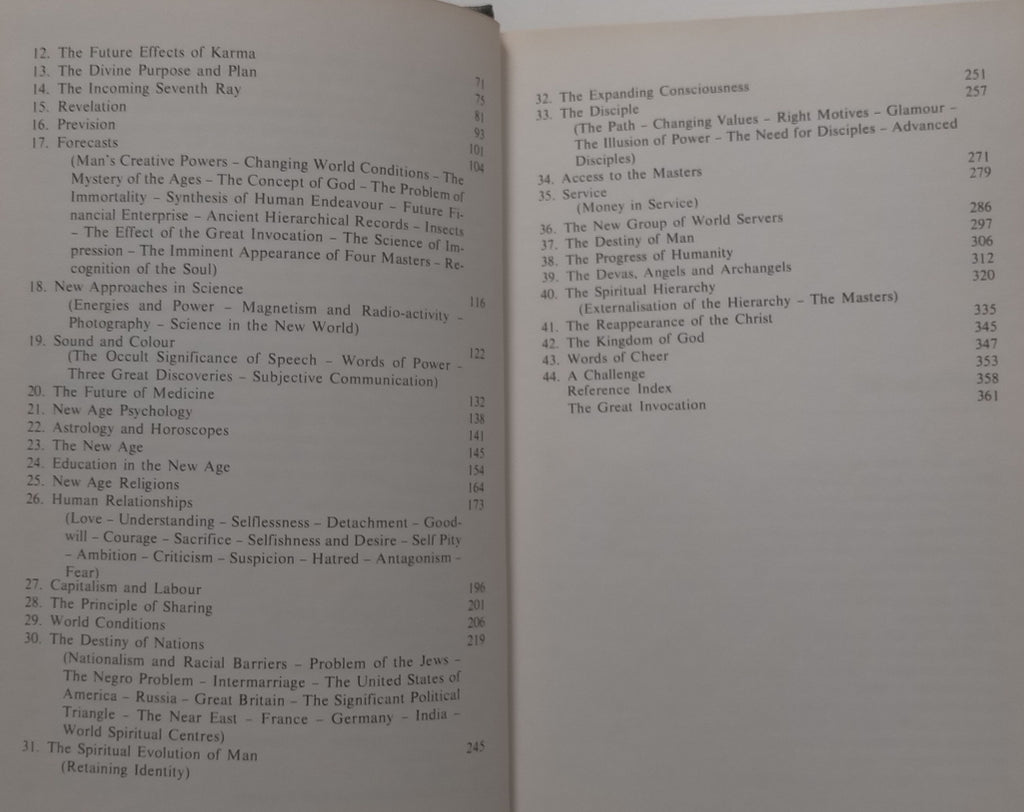 12. The Future Effects of Karma 71
13. The Divine Purpose and Plan 75
14. The Incoming Seventh Ray 81
15. Revelation 93
16. Prevision 101
17. Forecasts 104
(Man's Creative Powers – Changing World Conditions – The
Mystery of the Ages – The Concept of God – The Problem of
Immortality – Synthesis of Human Endeavour – Future Fi-
nancial Enterprise – Ancient Hierarchical Records – Insects
– The Effect of the Great Invocation – The Science of Im-
pression – The Imminent Appearance of Four Masters – Re-
cognition of the Soul)
18. New Approaches in Science 116
(Energies and Power – Magnetism and Radio-activity –
Photography – Science in the New World)
19. Sound and Colour 122
(The Occult Significance of Speech – Words of Power –
Three Great Discoveries – Subjective Communication)
20. The Future of Medicine 132
21. New Age Psychology 138
22. Astrology and Horoscopes 141
23. The New Age 145
24. Education in the New Age 154
25. New Age Religions 164
26. Human Relationships 173
(Love – Understanding – Selflessness – Detachment – Good-
will – Courage – Sacrifice – Selfishness and Desire – Self Pity
– Ambition – Criticism – Suspicion – Hatred – Antagonism –
Fear)
27. Capitalism and Labour 196
28. The Principle of Sharing 201
29. World Conditions 206
30. The Destiny of Nations 219
(Nationalism and Racial Barriers – Problem of the Jews –
The Negro Problem – Intermarriage – The United States of
America – Russia – Great Britain – The Significant Political
Triangle – The Near East – France – Germany – India –
World Spiritual Centres)
31. The Spiritual Evolution of Man 245
(Retaining Identity)
32. The Expanding Consciousness 251
33. The Disciple 257
(The Path – Changing Values – Right Motives – Glamour –
The Illusion of Power – The Need for Disciples – Advanced
Disciples)
34. Access to the Masters 271
35. Service 279
(Money in Service)
36. The New Group of World Servers 286
37. The Destiny of Man 297
38. The Progress of Humanity 306
39. The Devas, Angels and Archangels 312
40. The Spiritual Hierarchy 320
(Externalisation of the Hierarchy – The Masters)
41. The Reappearance of the Christ 335
42. The Kingdom of God 345
43. Words of Cheer 347
44. A Challenge 353
Reference Index 358
The Great Invocation 361